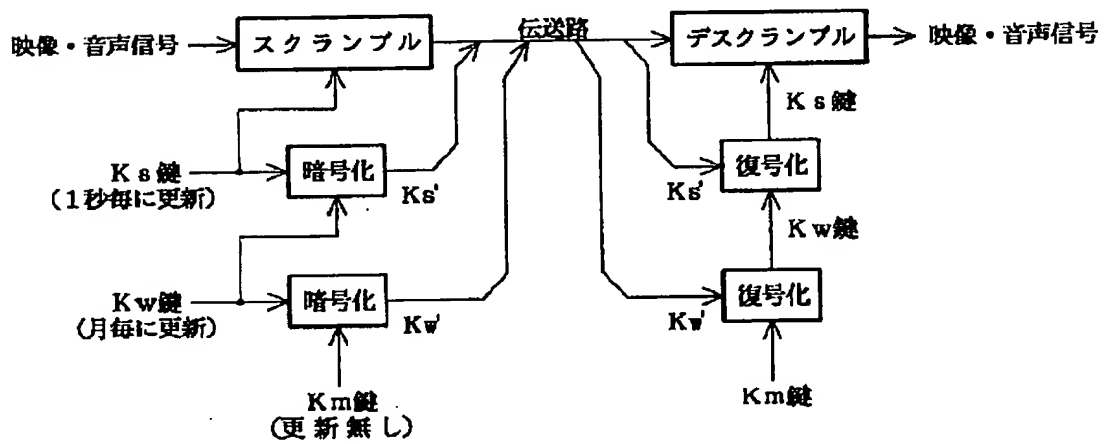 映像・音声信号
スクランブル
伝送路
デスクランブル
映像・音声信号
Ks鍵
Ks鍵
(1秒毎に更新)
暗号化
Ks'
Ks'
復号化
Kw鍵
Kw鍵
(月毎に更新)
暗号化
Kw'
Kw'
復号化
Km鍵
(更新無し)
Km鍵